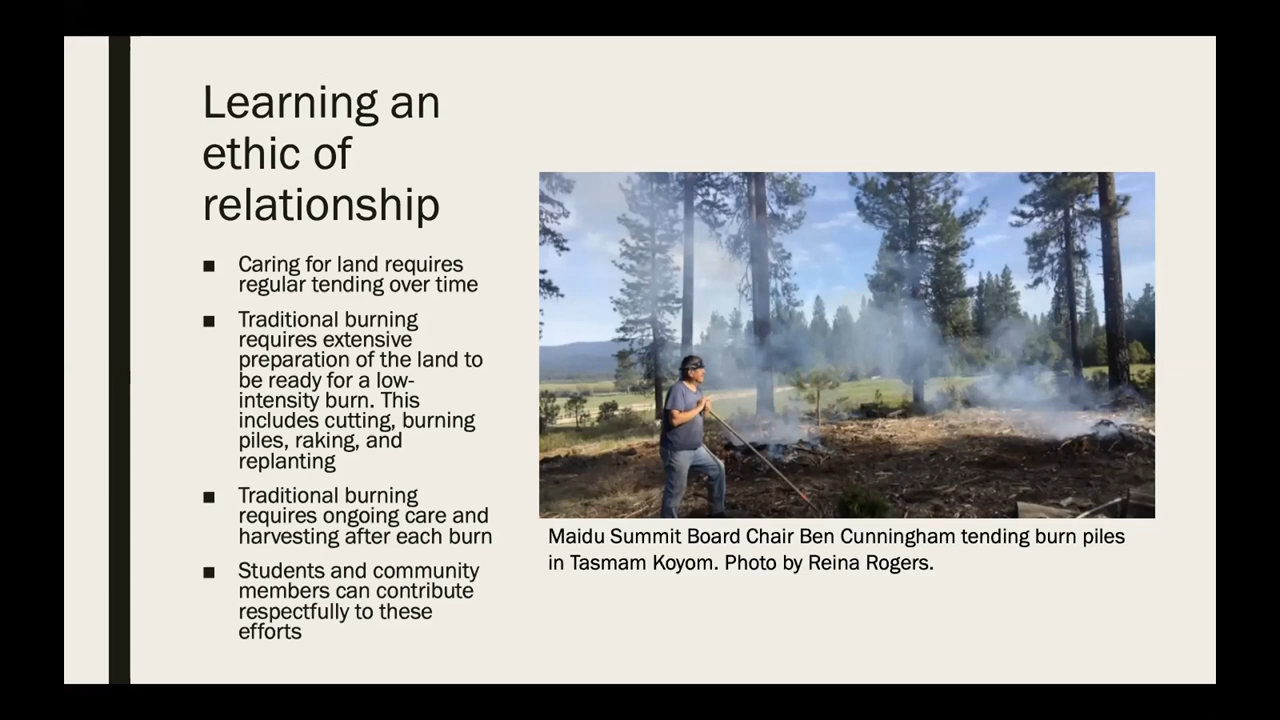 Learning an
ethic of
relationship
■ Caring for land requires
regular tending over time
■ Traditional burning
requires extensive
preparation of the land to
be ready for a low-
intensity burn. This
includes cutting, burning
piles, raking, and
replanting
■ Traditional burning
requires ongoing care and
harvesting after each burn
■ Students and community
members can contribute
respectfully to these
efforts
Maidu Summit Board Chair Ben Cunningham tending burn piles
in Tasmam Koyom. Photo by Reina Rogers.